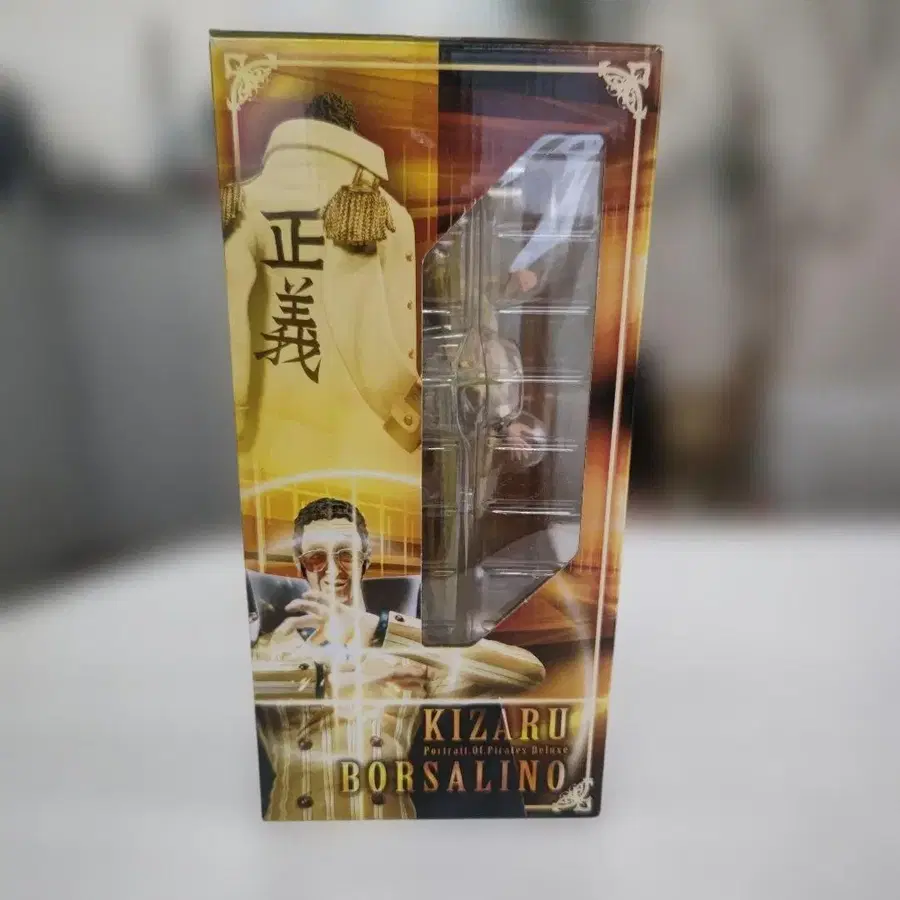 正義
KIZARU
Portrait.Of.Pirates Deluxe
BORSALINO